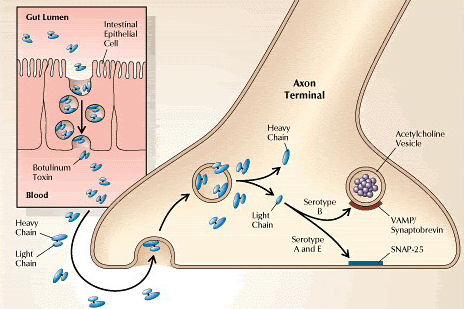 Gut Lumen
Intestinal
Epithelial
Cell
Botulinum
Toxin
Blood
Heavy
Chain
Light
Chain
Axon
Terminal
Heavy
Chain
Light
Chain
Serotype
B
Serotype
A and E
Acetylcholine
Vesicle
VAMP/
Synaptobrevin
SNAP-25